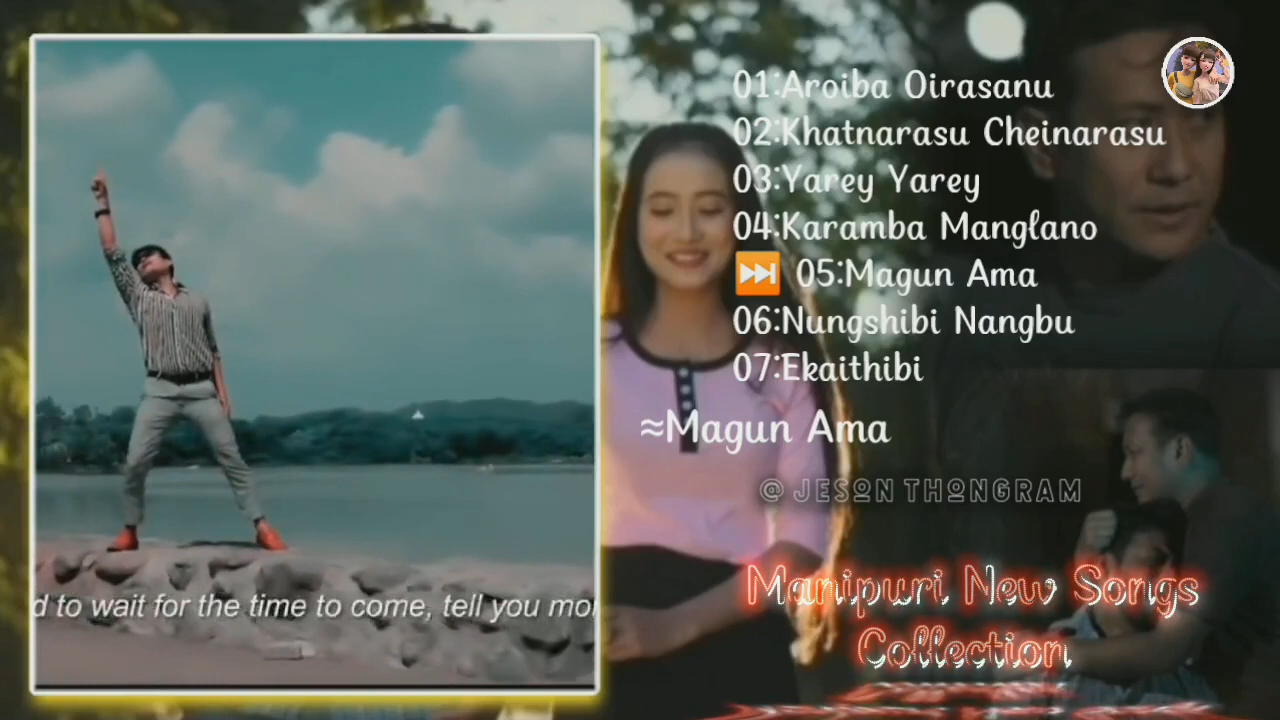 01:Aroiba Oirasanu
02:Khatnarasu Cheinarasu
03:Yarey Yarey
04:Karamba Manglano
05:Magun Ama
06:Nungshibi Nangbu
07:Ekaithibi
≈Magun Ama
@ JESON THONGRAM
Manipuri New Songs
Collection
d to wait for the time to come, tell you mo